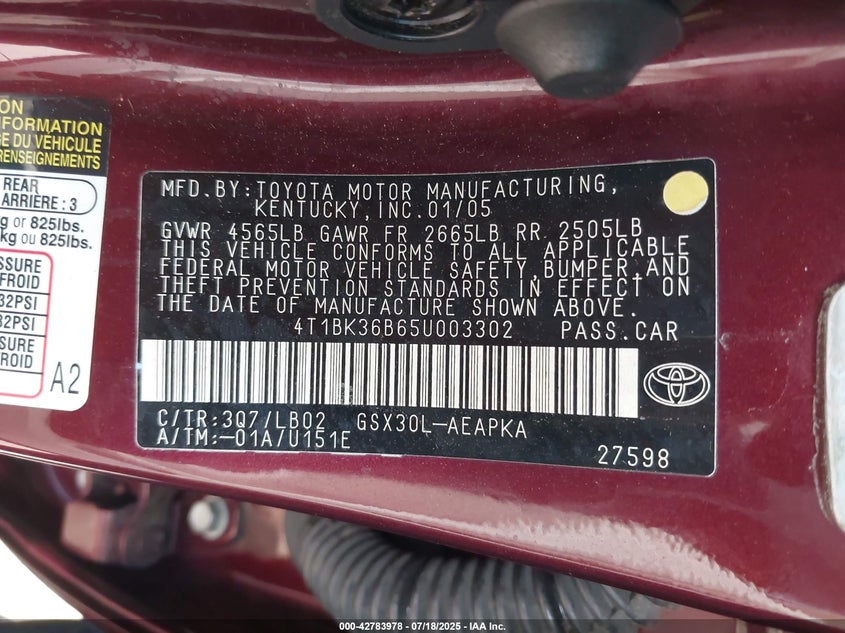 ON
NFORMATION
GE DU VÉHICULE
RENSEIGNEMENTS
REAR
ARRIÈRE : 3
g or 825lbs.
kg ou 825lbs.
SSURE
FROID
32PSI
32PSI
SSURE
FROID
A2
MFD.BY:TOYOTA MOTOR MANUFACTURING,
KENTUCKY,INC.01/05
GVWR 4565LB GAWR FR 2665LB RR 2505LB
THIS VEHICLE CONFORMS TO ALL APPLICABLE
FEDERAL MOTOR VEHICLE SAFETY,BUMPER,AND
THEFT PREVENTION STANDARDS IN EFFECT ON
THE DATE OF MANUFACTURE SHOWN ABOVE.
4T1BK36B65U003302 PASS.CAR
C/TR:3Q7/LB02 GSX30L-AEAPKA
A/TM:-01A/U151E
27598
000-42783978 - 07/18/2025 - IAA Inc.